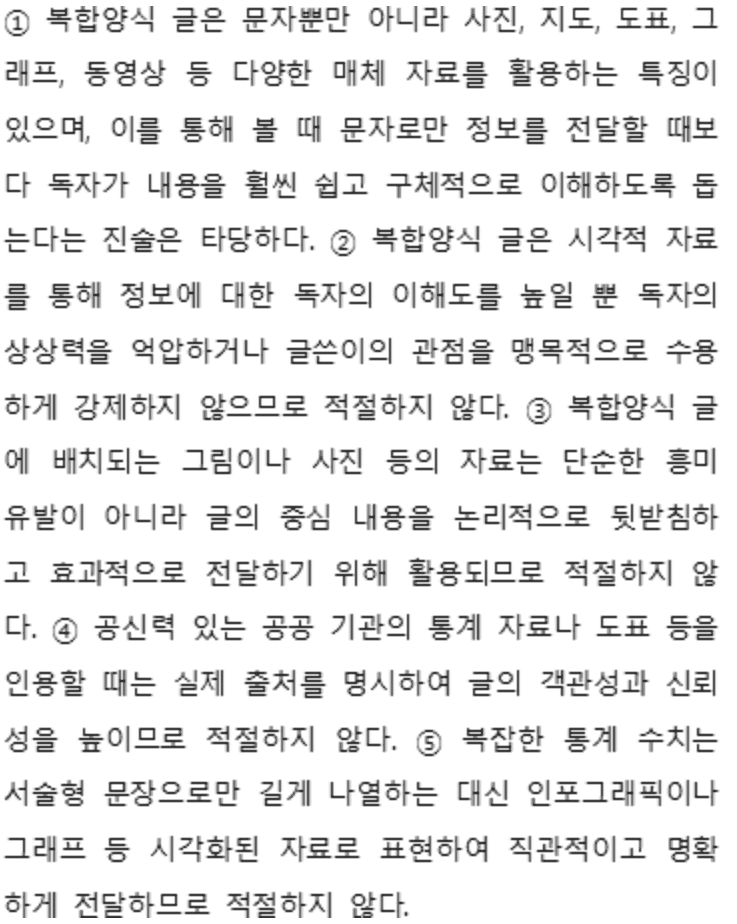 ① 복합양식 글은 문자뿐만 아니라 사진, 지도, 도표, 그
래프, 동영상 등 다양한 매체 자료를 활용하는 특징이
있으며, 이를 통해 볼 때 문자로만 정보를 전달할 때보
다 독자가 내용을 훨씬 쉽고 구체적으로 이해하도록 돕
는다는 진술은 타당하다. ② 복합양식 글은 시각적 자료
를 통해 정보에 대한 독자의 이해도를 높일 뿐 독자의
상상력을 억압하거나 글쓴이의 관점을 맹목적으로 수용
하게 강제하지 않으므로 적절하지 않다. ③ 복합양식 글
에 배치되는 그림이나 사진 등의 자료는 단순한 흥미
유발이 아니라 글의 중심 내용을 논리적으로 뒷받침하
고 효과적으로 전달하기 위해 활용되므로 적절하지 않
다. ④ 공신력 있는 공공 기관의 통계 자료나 도표 등을
인용할 때는 실제 출처를 명시하여 글의 객관성과 신뢰
성을 높이므로 적절하지 않다. ⑤ 복잡한 통계 수치는
서술형 문장으로만 길게 나열하는 대신 인포그래픽이나
그래프 등 시각화된 자료로 표현하여 직관적이고 명확
하게 전달하므로 적절하지 않다.